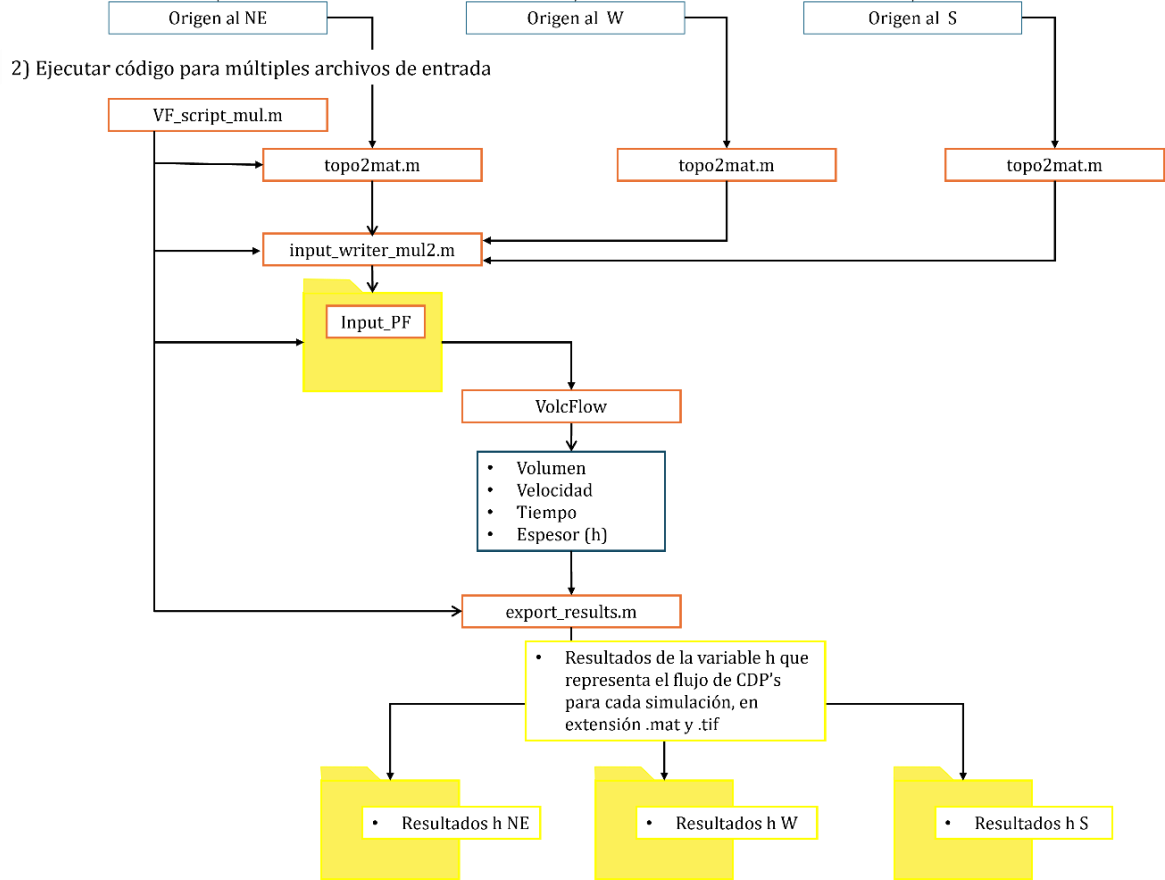 Origen al NE
Origen al W
Origen al S
2) Ejecutar código para múltiples archivos de entrada
VF_script_mul.m
topo2mat.m
topo2mat.m
topo2mat.m
input_writer_mul2.m
Input_PF
VolcFlow
• Volumen
• Velocidad
• Tiempo
• Espesor (h)
export_results.m
• Resultados de la variable h que
representa el flujo de CDP's
para cada simulación, en
extensión .mat y .tif
• Resultados h NE
• Resultados h W
• Resultados h S